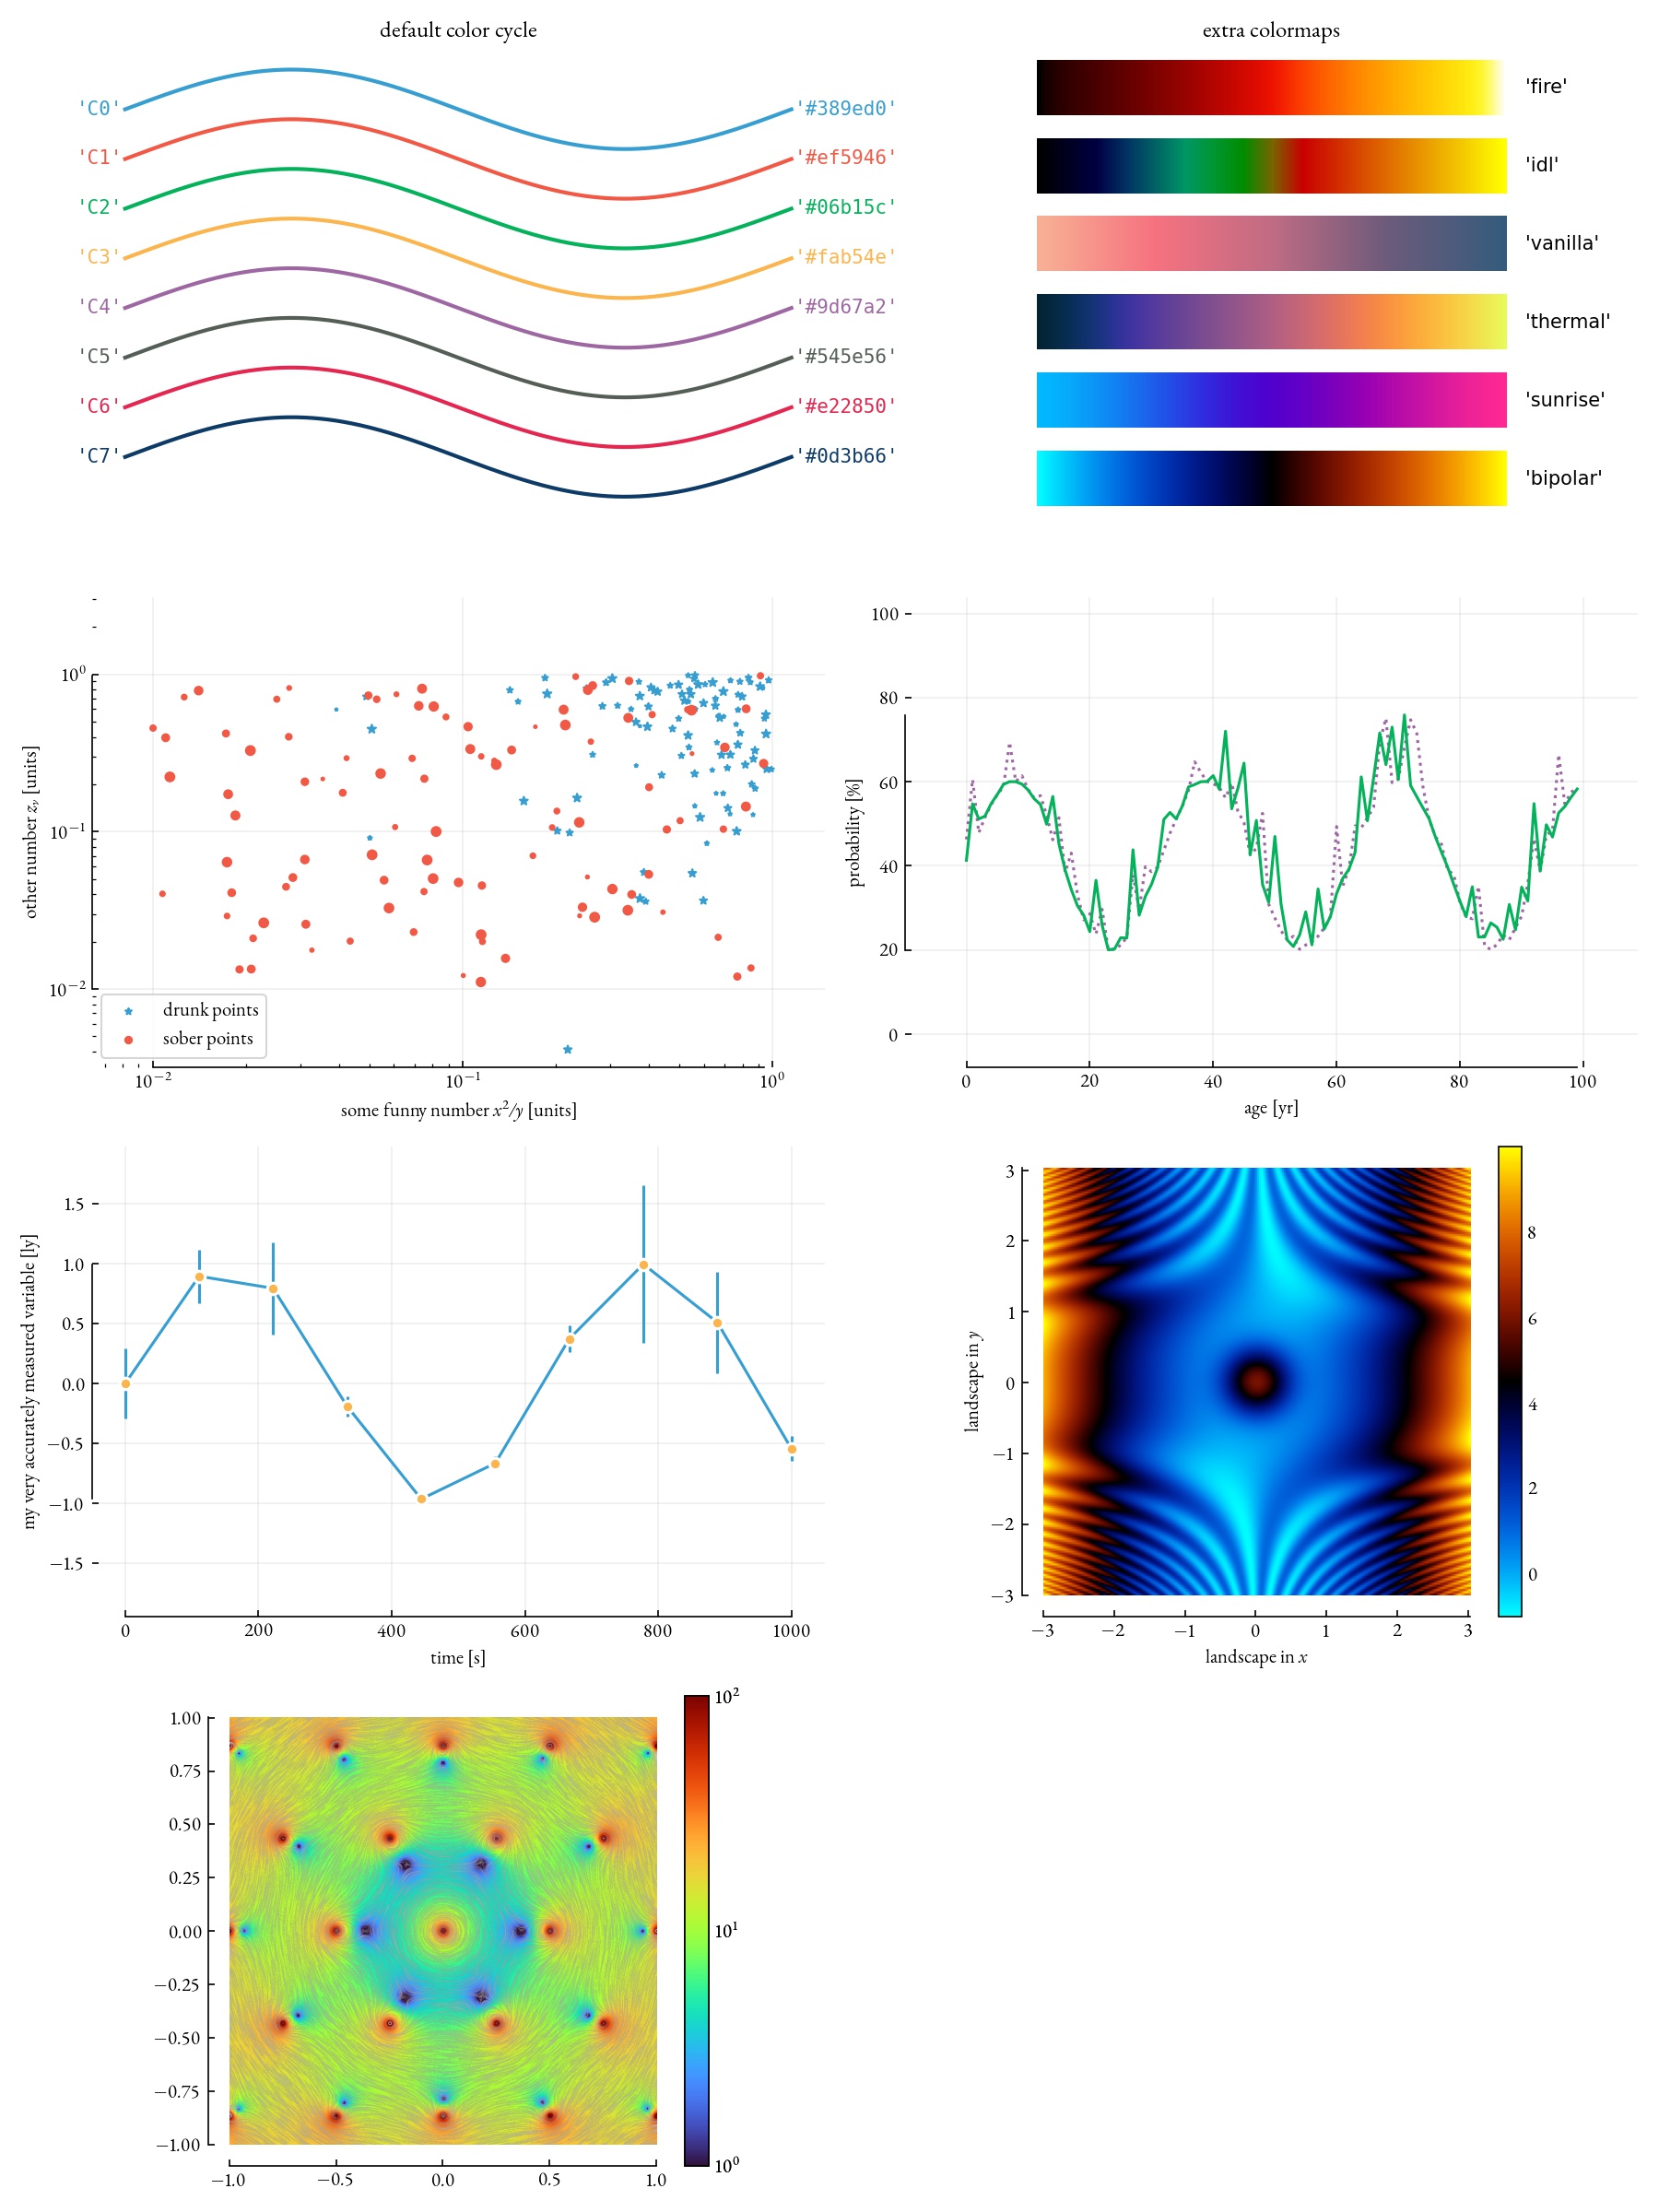 default color cycle
'C0' '#389ed0'
'C1' '#ef5946'
'C2' '#06b15c'
'C3' '#fab54e'
'C4' '#9d67a2'
'C5' '#545e56'
'C6' '#e22850'
'C7' '#0d3b66'
extra colormaps
'fire'
'idl'
'vanilla'
'thermal'
'sunrise'
'bipolar'
other number zᵥ [units]
10⁰
10⁻¹
10⁻²
drunk points
sober points
10⁻² 10⁻¹ 10⁰
some funny number x²/y [units]
probability [%]
100
80
60
40
20
0
0 20 40 60 80 100
age [yr]
my very accurately measured variable [ly]
1.5
1.0
0.5
0.0
−0.5
−1.0
−1.5
0 200 400 600 800 1000
time [s]
landscape in y
3
2
1
0
−1
−2
−3
−3 −2 −1 0 1 2 3
landscape in x
8
6
4
2
0
1.00
0.75
0.50
0.25
0.00
−0.25
−0.50
−0.75
−1.00
−1.0 −0.5 0.0 0.5 1.0
10²
10¹
10⁰